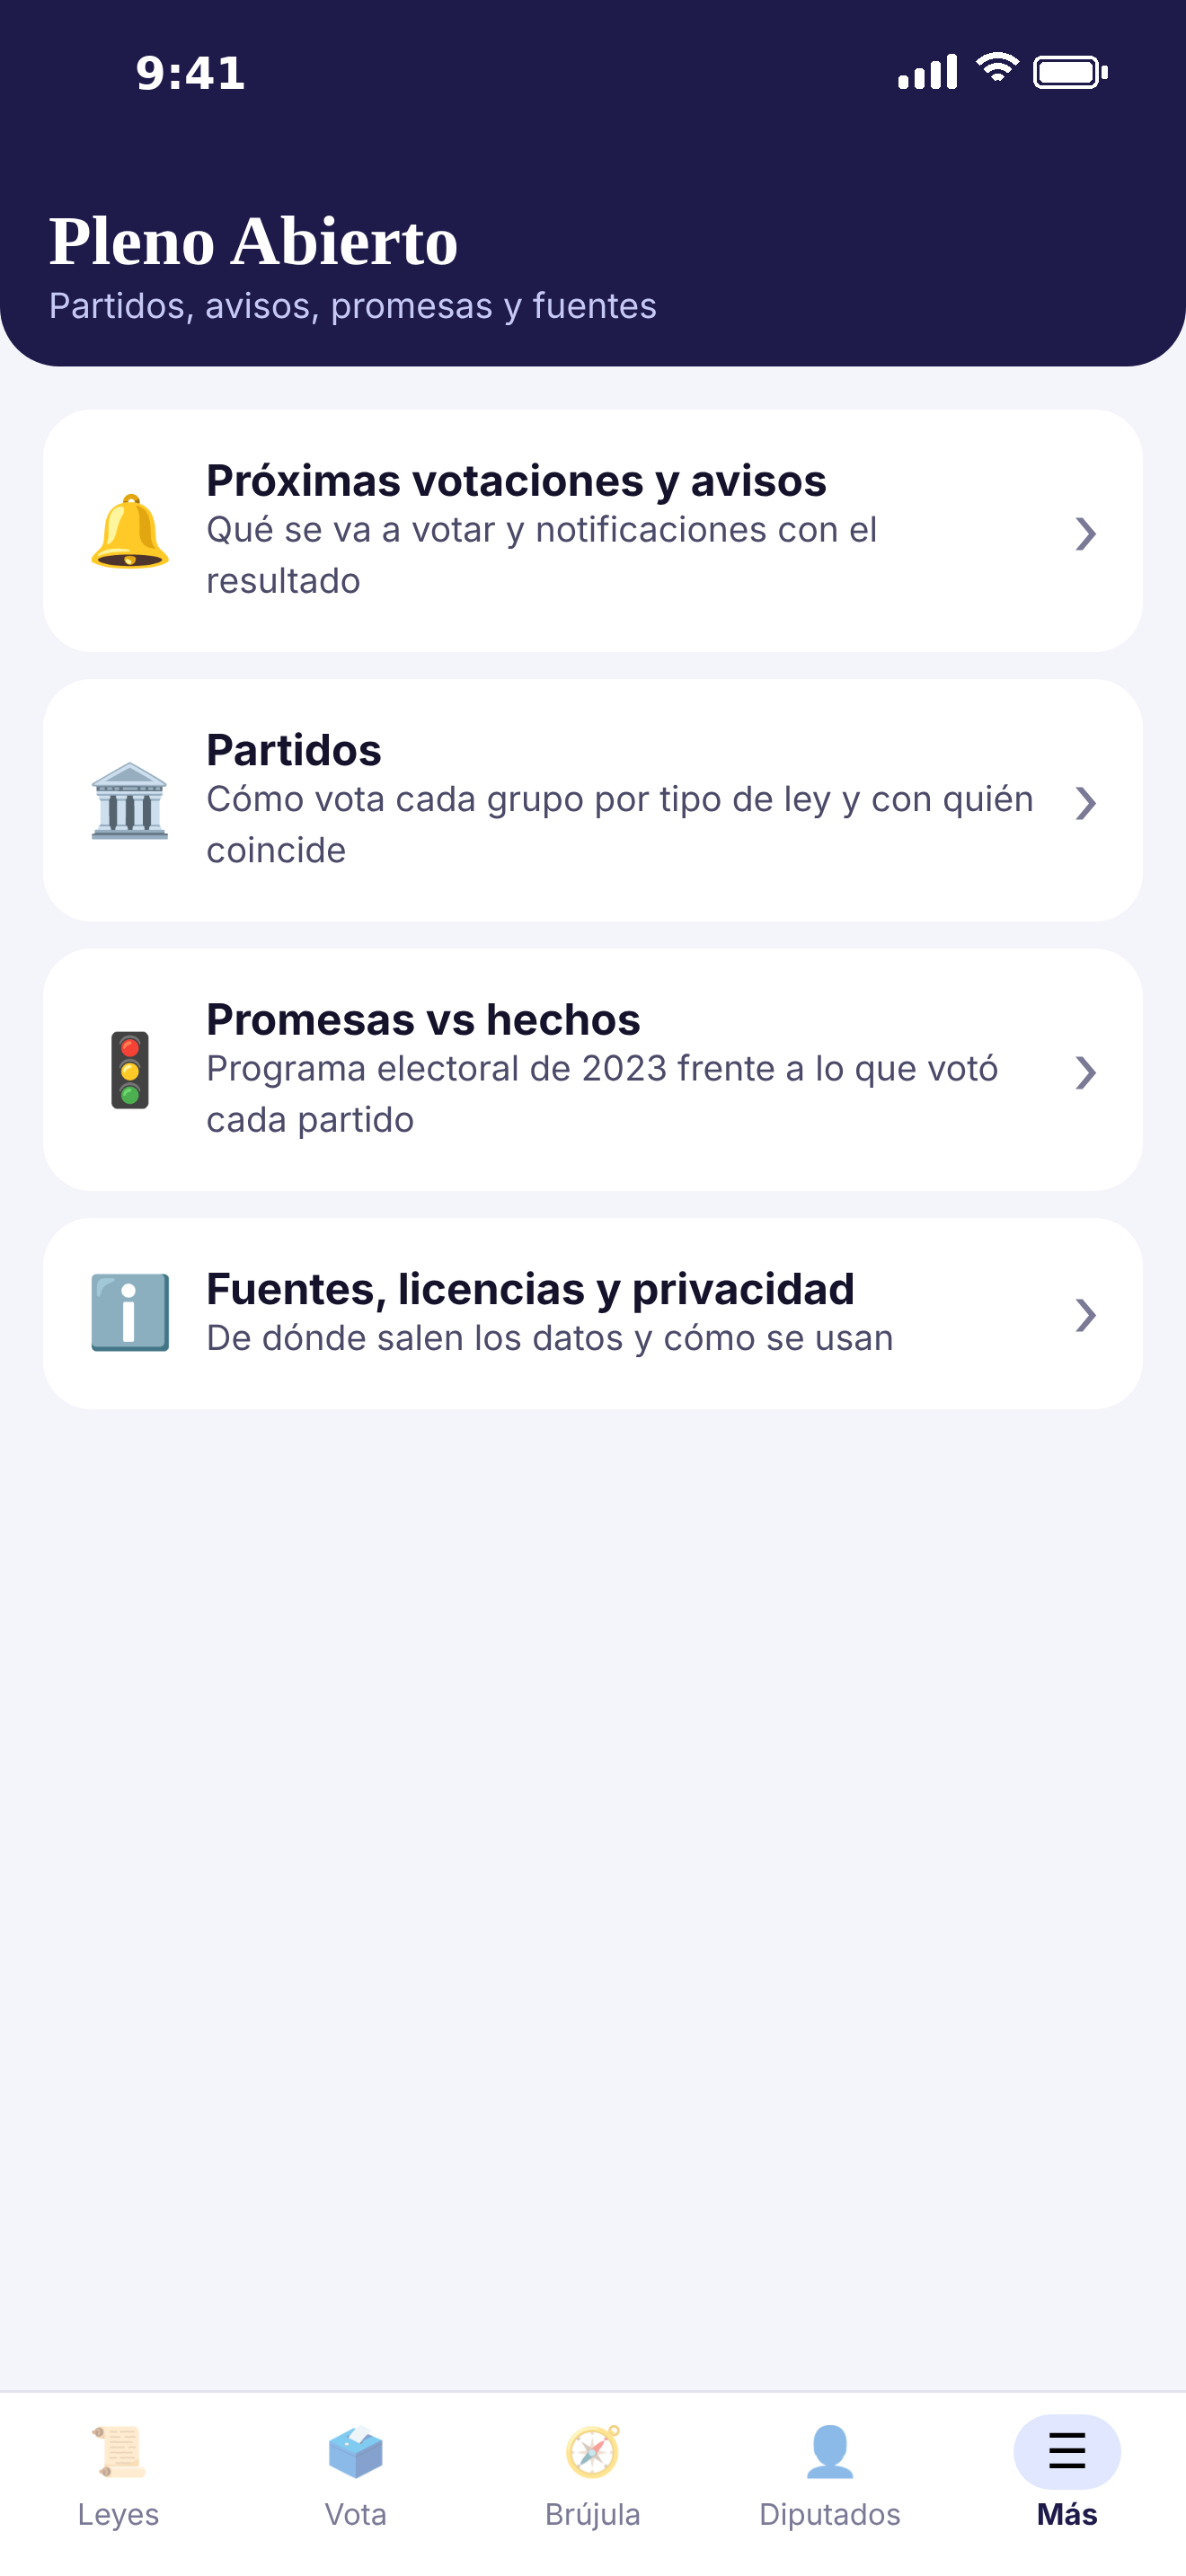 9:41
Pleno Abierto
Partidos, avisos, promesas y fuentes
Próximas votaciones y avisos
Qué se va a votar y notificaciones con el
resultado
Partidos
Cómo vota cada grupo por tipo de ley y con quién
coincide
Promesas vs hechos
Programa electoral de 2023 frente a lo que votó
cada partido
Fuentes, licencias y privacidad
De dónde salen los datos y cómo se usan
Leyes
Vota
Brújula
Diputados
Más